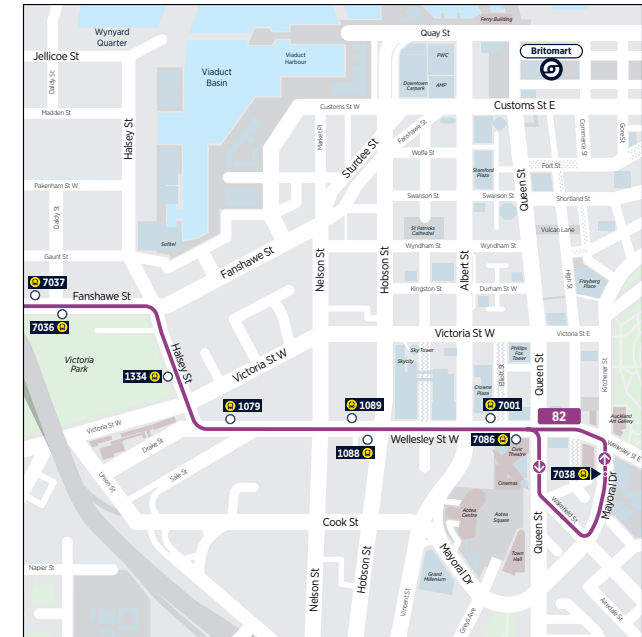 Ferry Building
Wynyard
Quarter
Quay St
Jellicoe St
Viaduct
Harbour
PWC
Britomart
Daldy St
Viaduct
Basin
Downtown
Carpark
AMP
Madden St
Halsey St
Customs St W
Customs St E
Market Pl
Sturdee St
Fanshawe St
Commerce St
Gore St
Wolfe St
Fort St
Stamford
Plaza
Queen St
Pakenham St W
Swanson St
Swanson St
Shortland St
Daldy St
St Patricks
Cathedral
Vulcan Lane
Sofitel
Wyndham St
Wyndham St
Gaunt St
Fanshawe St
Nelson St
Hobson St
Albert St
High St
Freyberg
Place
7037
Kingston St
Durham St W
Fanshawe St
7036
Victoria St W
Victoria St E
Victoria
Park
Halsey St
Victoria St W
Sky Tower
Skycity
Phillips
Fox
Tower
Elliott St
Queen St
Kitchener St
1334
Crowne
Plaza
1079
1089
7001
82
Auckland
Art Gallery
Victoria St W
Drake St
1088
Wellesley St W
7086
Civic
Theatre
Wellesley St E
Union St
Sale St
Cinemas
7038
Mayoral Dr
Wakefield St
Cook St
Aotea
Centre
Aotea
Square
Queen St
Mayoral Dr
Town
Hall
Napier St
Nelson St
Hobson St
Vincent St
Grand
Millenium
Greys Ave
Airedale St